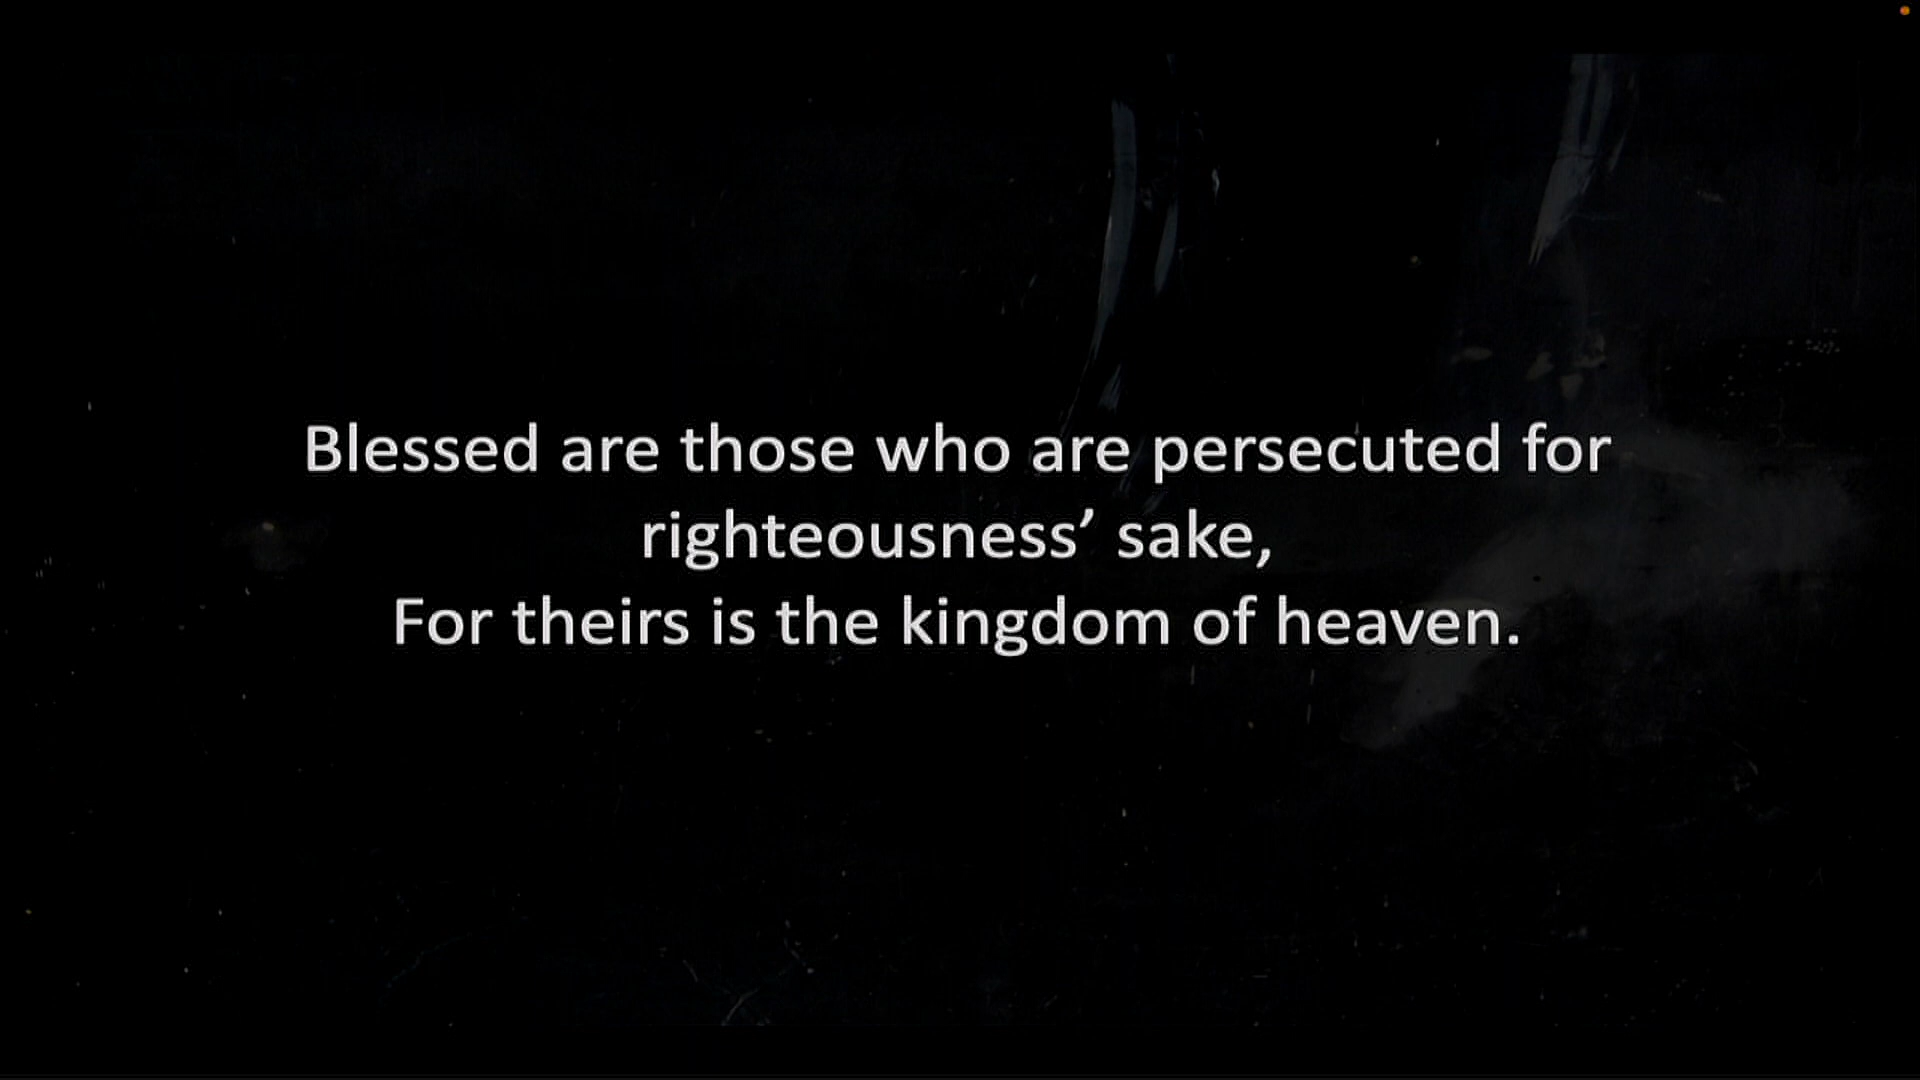 Blessed are those who are persecuted for
righteousness’ sake,
For theirs is the kingdom of heaven.